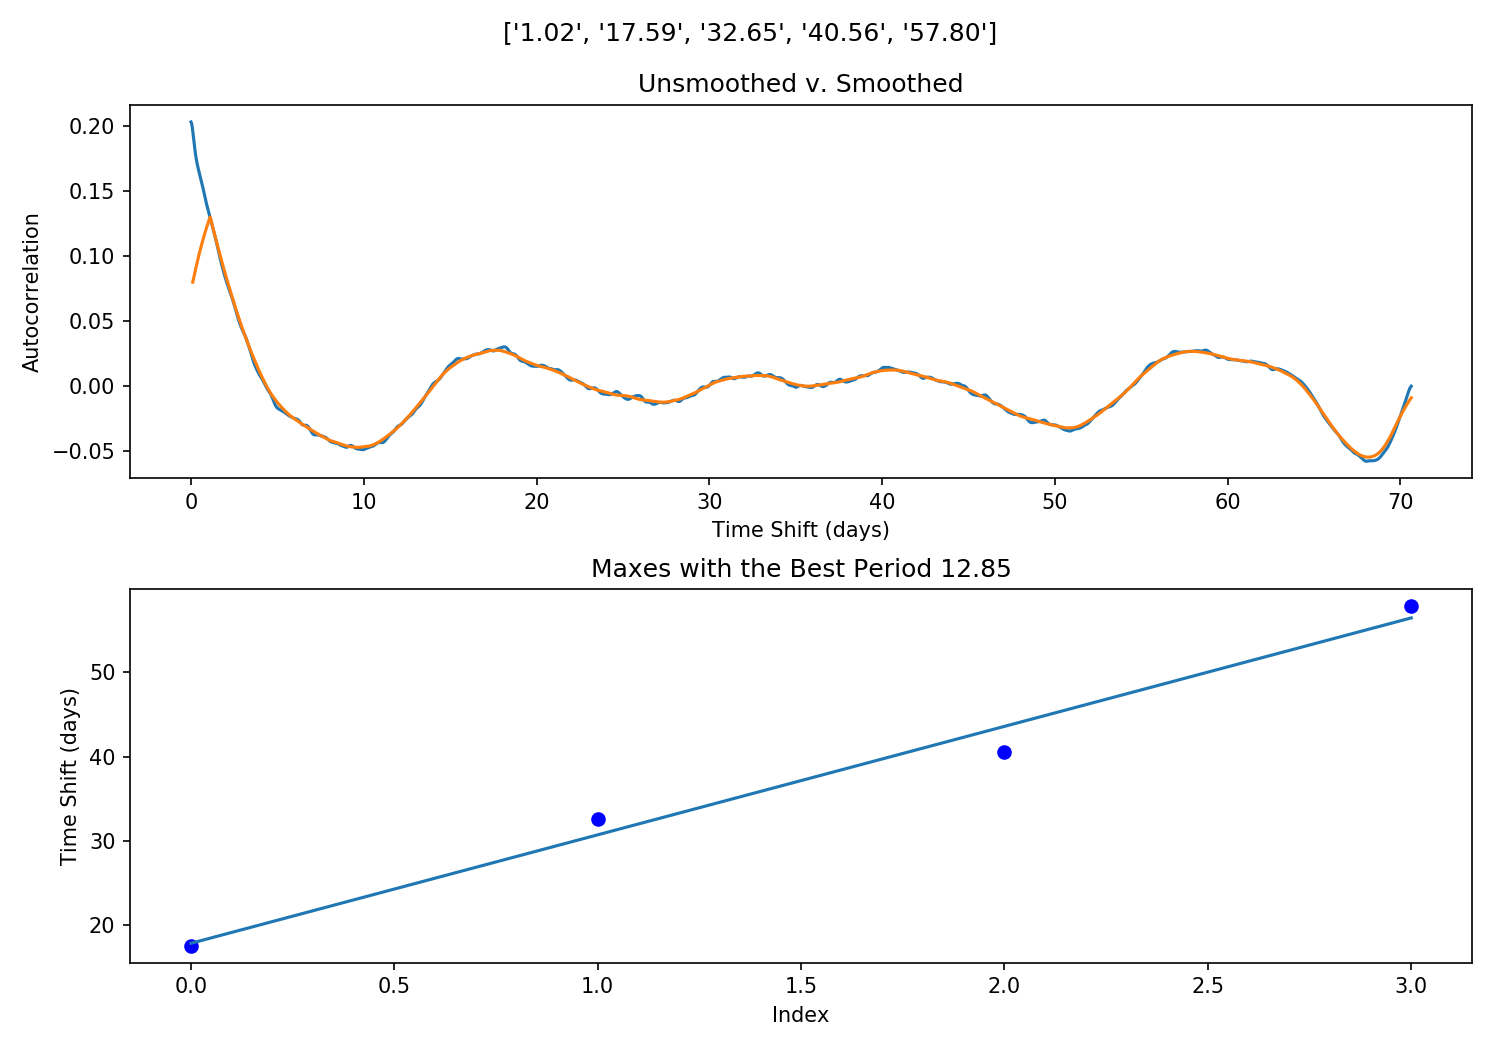 ['1.02', '17.59', '32.65', '40.56', '57.80']
Unsmoothed v. Smoothed
Autocorrelation
0.20
0.15
0.10
0.05
0.00
−0.05
0 10 20 30 40 50 60 70
Time Shift (days)
Maxes with the Best Period 12.85
Time Shift (days)
50
40
30
20
0.0 0.5 1.0 1.5 2.0 2.5 3.0
Index